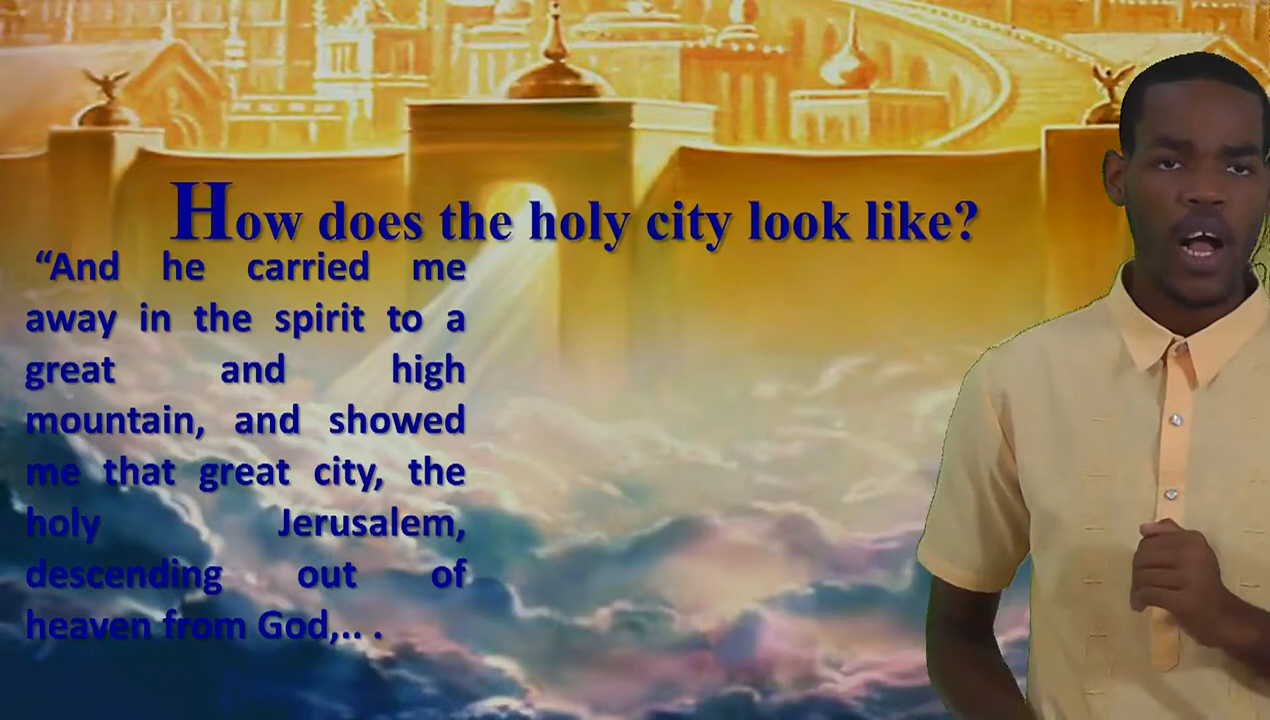 How does the holy city look like?
“And he carried me
away in the spirit to a
great and high
mountain, and showed
me that great city, the
holy Jerusalem,
descending out of
heaven from God,.. .